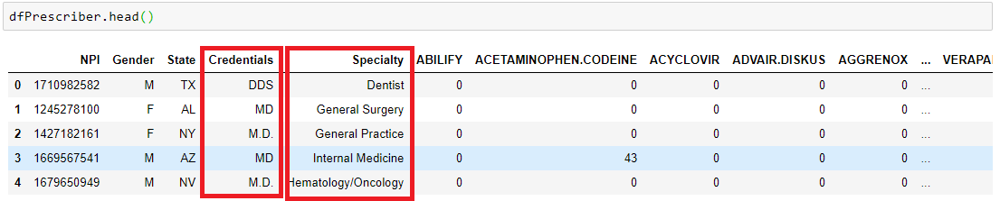 dfPrescriber.head()
NPI Gender State Credentials Specialty ABILIFY ACETAMINOPHEN.CODEINE ACYCLOVIR ADVAIR.DISKUS AGGRENOX ... VERAPA
0 1710982582 M TX DDS Dentist 0 0 0 0 0 ...
1 1245278100 F AL MD General Surgery 0 0 0 0 0 ...
2 1427182161 F NY M.D. General Practice 0 0 0 0 0 ...
3 1669567541 M AZ MD Internal Medicine 0 43 0 0 0 ...
4 1679650949 M NV M.D. Hematology/Oncology 0 0 0 0 0 ...